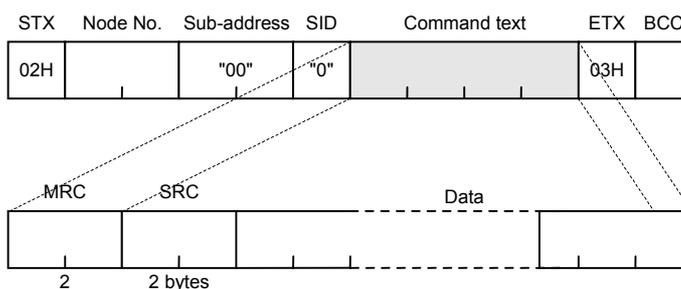 STX Node No. Sub-address SID Command text ETX BCC
02H "00" "0" 03H
MRC SRC Data
2 2 bytes